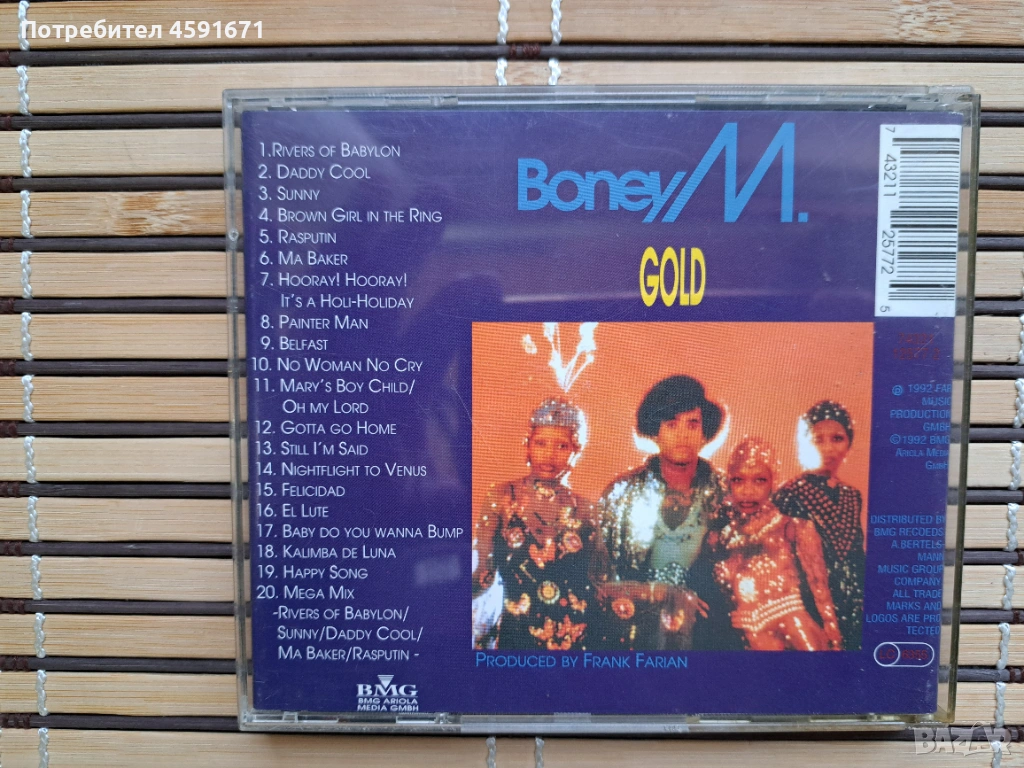 Потребител 4591671
1.Rivers of Babylon
2. Daddy Cool
3. Sunny
4. Brown Girl in the Ring
5. Rasputin
6. Ma Baker
7. Hooray! Hooray!
It's a Holi-Holiday
8. Painter Man
9. Belfast
10. No Woman No Cry
11. Mary's Boy Child/
Oh my Lord
12. Gotta go Home
13. Still I'm Said
14. Nightflight to Venus
15. Felicidad
16. El Lute
17. Baby do you wanna Bump
18. Kalimba de Luna
19. Happy Song
20. Mega Mix
-Rivers of Babylon/
Sunny/Daddy Cool/
Ma Baker/Rasputin -
BMG
BMG ARIOLA
MEDIA GMBH
Boney M.
GOLD
Produced by Frank Farian
7 43211 25772 5
℗ 1992 FAR
MUSIC
PRODUCTION
GMBH
©1992 BMG
ARIOLA MEDIA
GMBH
DISTRIBUTED BY
BMG RECOEDS
A.BERTELS-
MANN
MUSIC GROUP
COMPANY
ALL TRADE
MARKS AND
LOGOS ARE PRO-
TECTED
BAZAR